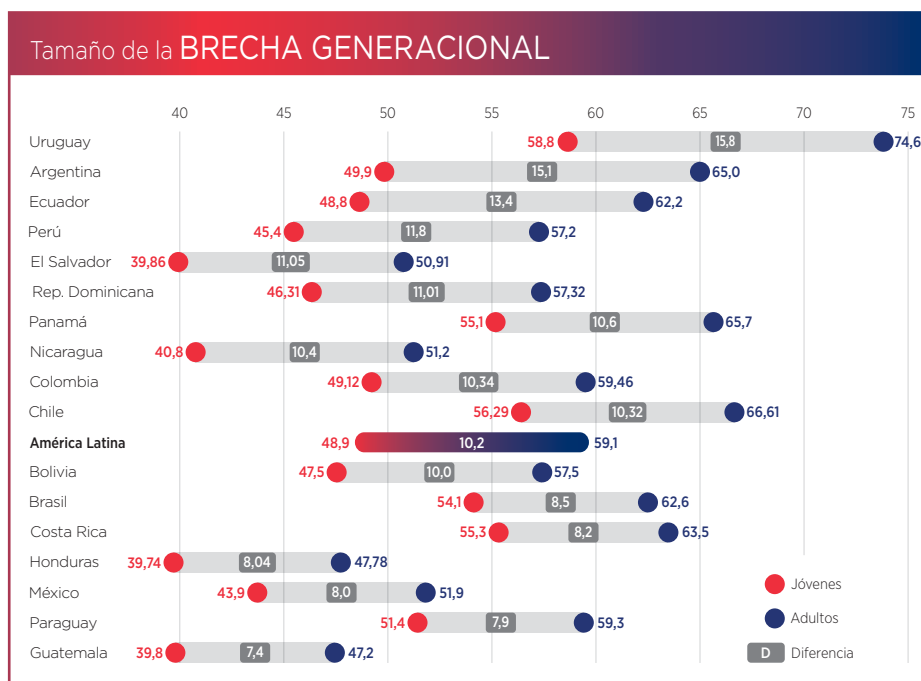 Tamaño de la BRECHA GENERACIONAL
40 45 50 55 60 65 70 75
Uruguay 58,8 15,8 74,6
Argentina 49,9 15,1 65,0
Ecuador 48,8 13,4 62,2
Perú 45,4 11,8 57,2
El Salvador 39,86 11,05 50,91
Rep. Dominicana 46,31 11,01 57,32
Panamá 55,1 10,6 65,7
Nicaragua 40,8 10,4 51,2
Colombia 49,12 10,34 59,46
Chile 56,29 10,32 66,61
América Latina 48,9 10,2 59,1
Bolivia 47,5 10,0 57,5
Brasil 54,1 8,5 62,6
Costa Rica 55,3 8,2 63,5
Honduras 39,74 8,04 47,78
México 43,9 8,0 51,9
Paraguay 51,4 7,9 59,3
Guatemala 39,8 7,4 47,2
Jóvenes
Adultos
D Diferencia